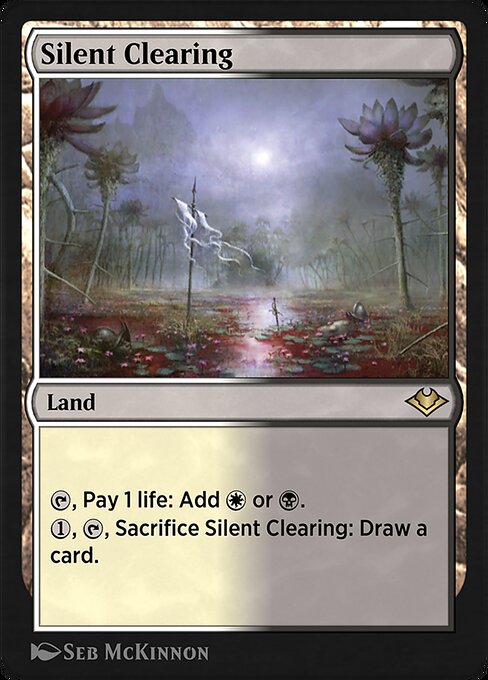 Silent Clearing
Land
, Pay 1 life: Add or .
1, , Sacrifice Silent Clearing: Draw a
card.
Seb McKinnon